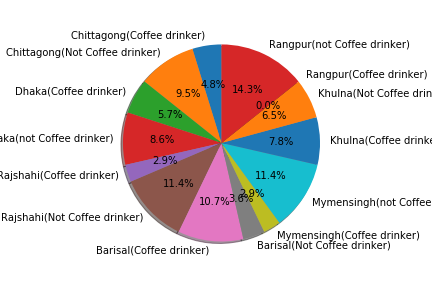 Chittagong(Coffee drinker)
Chittagong(Not Coffee drinker)
Dhaka(Coffee drinker)
aka(not Coffee drinker)
Rajshahi(Coffee drinker)
Rajshahi(Not Coffee drinker)
Barisal(Coffee drinker)
Barisal(Not Coffee drinker)
Mymensingh(Coffee drinker)
Mymensingh(not Coffee
Khulna(Coffee drinke
Khulna(Not Coffee drin
Rangpur(Coffee drinker)
Rangpur(not Coffee drinker)
4.8%
9.5%
5.7%
8.6%
2.9%
11.4%
10.7%
3.6%
2.9%
11.4%
7.8%
6.5%
0.0%
14.3%